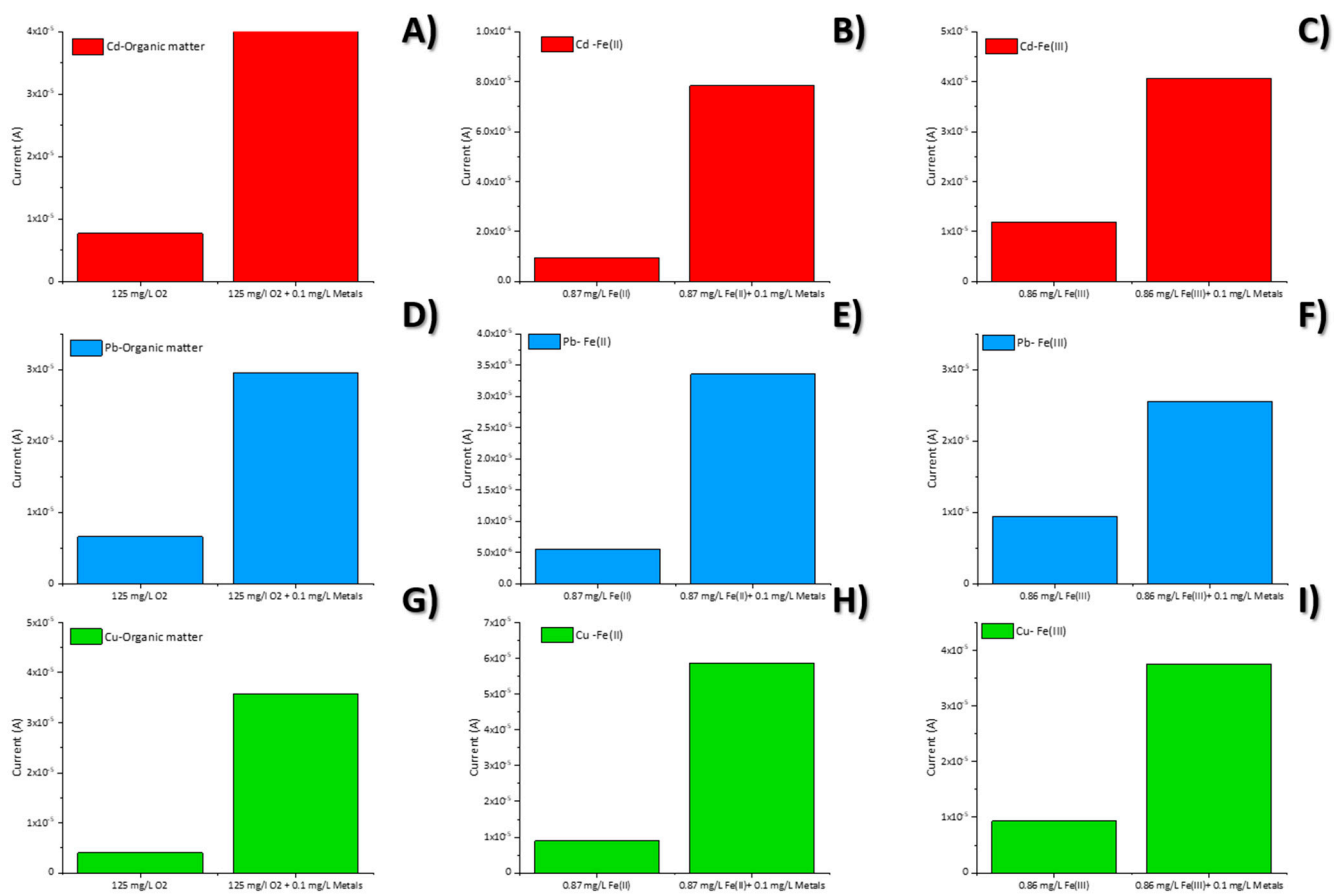 A)
Cd-Organic matter
Current (A)
4x10⁻⁵
3x10⁻⁵
2x10⁻⁵
1x10⁻⁵
0
125 mg/L O2
125 mg/l O2 + 0.1 mg/L Metals
B)
Cd -Fe(II)
Current (A)
1.0x10⁻⁴
8.0x10⁻⁵
6.0x10⁻⁵
4.0x10⁻⁵
2.0x10⁻⁵
0.0
0.87 mg/L Fe(II)
0.87 mg/L Fe(II)+ 0.1 mg/L Metals
C)
Cd-Fe(III)
Current (A)
5x10⁻⁵
4x10⁻⁵
3x10⁻⁵
2x10⁻⁵
1x10⁻⁵
0
0.86 mg/L Fe(III)
0.86 mg/L Fe(III)+ 0.1 mg/L Metals
D)
Pb-Organic matter
Current (A)
3x10⁻⁵
2x10⁻⁵
1x10⁻⁵
0
125 mg/L O2
125 mg/l O2 + 0.1 mg/L Metals
E)
Pb- Fe(II)
Current (A)
4.0x10⁻⁵
3.5x10⁻⁵
3.0x10⁻⁵
2.5x10⁻⁵
2.0x10⁻⁵
1.5x10⁻⁵
1.0x10⁻⁵
5.0x10⁻⁶
0.0
0.87 mg/L Fe(II)
0.87 mg/L Fe(II)+ 0.1 mg/L Metals
F)
Pb- Fe(III)
Current (A)
3x10⁻⁵
2x10⁻⁵
1x10⁻⁵
0
0.86 mg/L Fe(III)
0.86 mg/L Fe(III)+ 0.1 mg/L Metals
G)
Cu-Organic matter
Current (A)
5x10⁻⁵
4x10⁻⁵
3x10⁻⁵
2x10⁻⁵
1x10⁻⁵
0
125 mg/L O2
125 mg/l O2 + 0.1 mg/L Metals
H)
Cu -Fe(II)
Current (A)
7x10⁻⁵
6x10⁻⁵
5x10⁻⁵
4x10⁻⁵
3x10⁻⁵
2x10⁻⁵
1x10⁻⁵
0
0.87 mg/L Fe(II)
0.87 mg/L Fe(II)+ 0.1 mg/L Metals
I)
Cu- Fe(III)
Current (A)
4x10⁻⁵
3x10⁻⁵
2x10⁻⁵
1x10⁻⁵
0
0.86 mg/L Fe(III)
0.86 mg/L Fe(III)+ 0.1 mg/L Metals